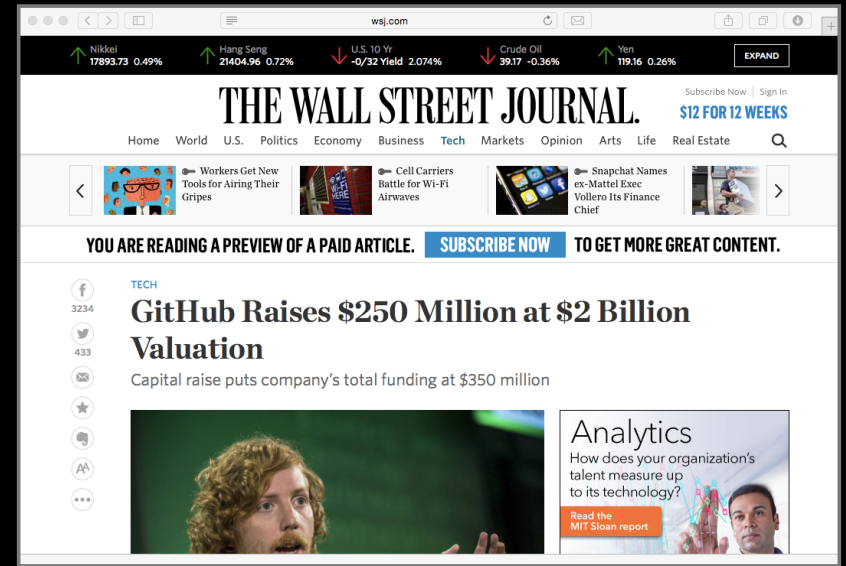 wsj.com
Nikkei
17893.73 0.49%
Hang Seng
21404.96 0.72%
U.S. 10 Yr
-0/32 Yield 2.074%
Crude Oil
39.17 -0.36%
Yen
119.16 0.26%
EXPAND
THE WALL STREET JOURNAL.
Subscribe Now Sign In
$12 FOR 12 WEEKS
Home World U.S. Politics Economy Business Tech Markets Opinion Arts Life Real Estate
Workers Get New
Tools for Airing Their
Gripes
WI-FI
HERE
Cell Carriers
Battle for Wi-Fi
Airwaves
Snapchat Names
ex-Mattel Exec
Vollero Its Finance
Chief
YOU ARE READING A PREVIEW OF A PAID ARTICLE. SUBSCRIBE NOW TO GET MORE GREAT CONTENT.
3234
433
AA
TECH
GitHub Raises $250 Million at $2 Billion
Valuation
Capital raise puts company's total funding at $350 million
Analytics
How does your organization's
talent measure up
to its technology?
Read the
MIT Sloan report